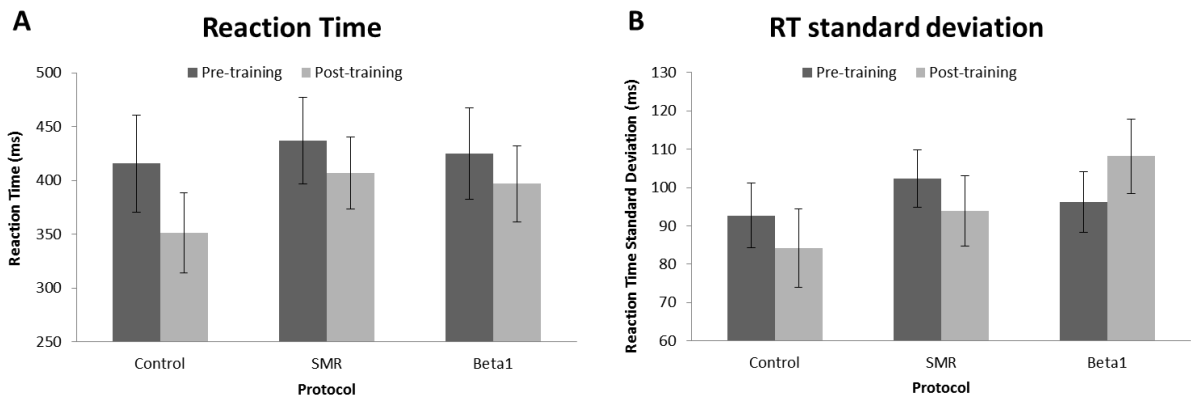 A
Reaction Time
Pre-training Post-training
Reaction Time (ms)
500
450
400
350
300
250
Control SMR Beta1
Protocol
B
RT standard deviation
Pre-training Post-training
Reaction Time Standard Deviation (ms)
130
120
110
100
90
80
70
60
Control SMR Beta1
Protocol